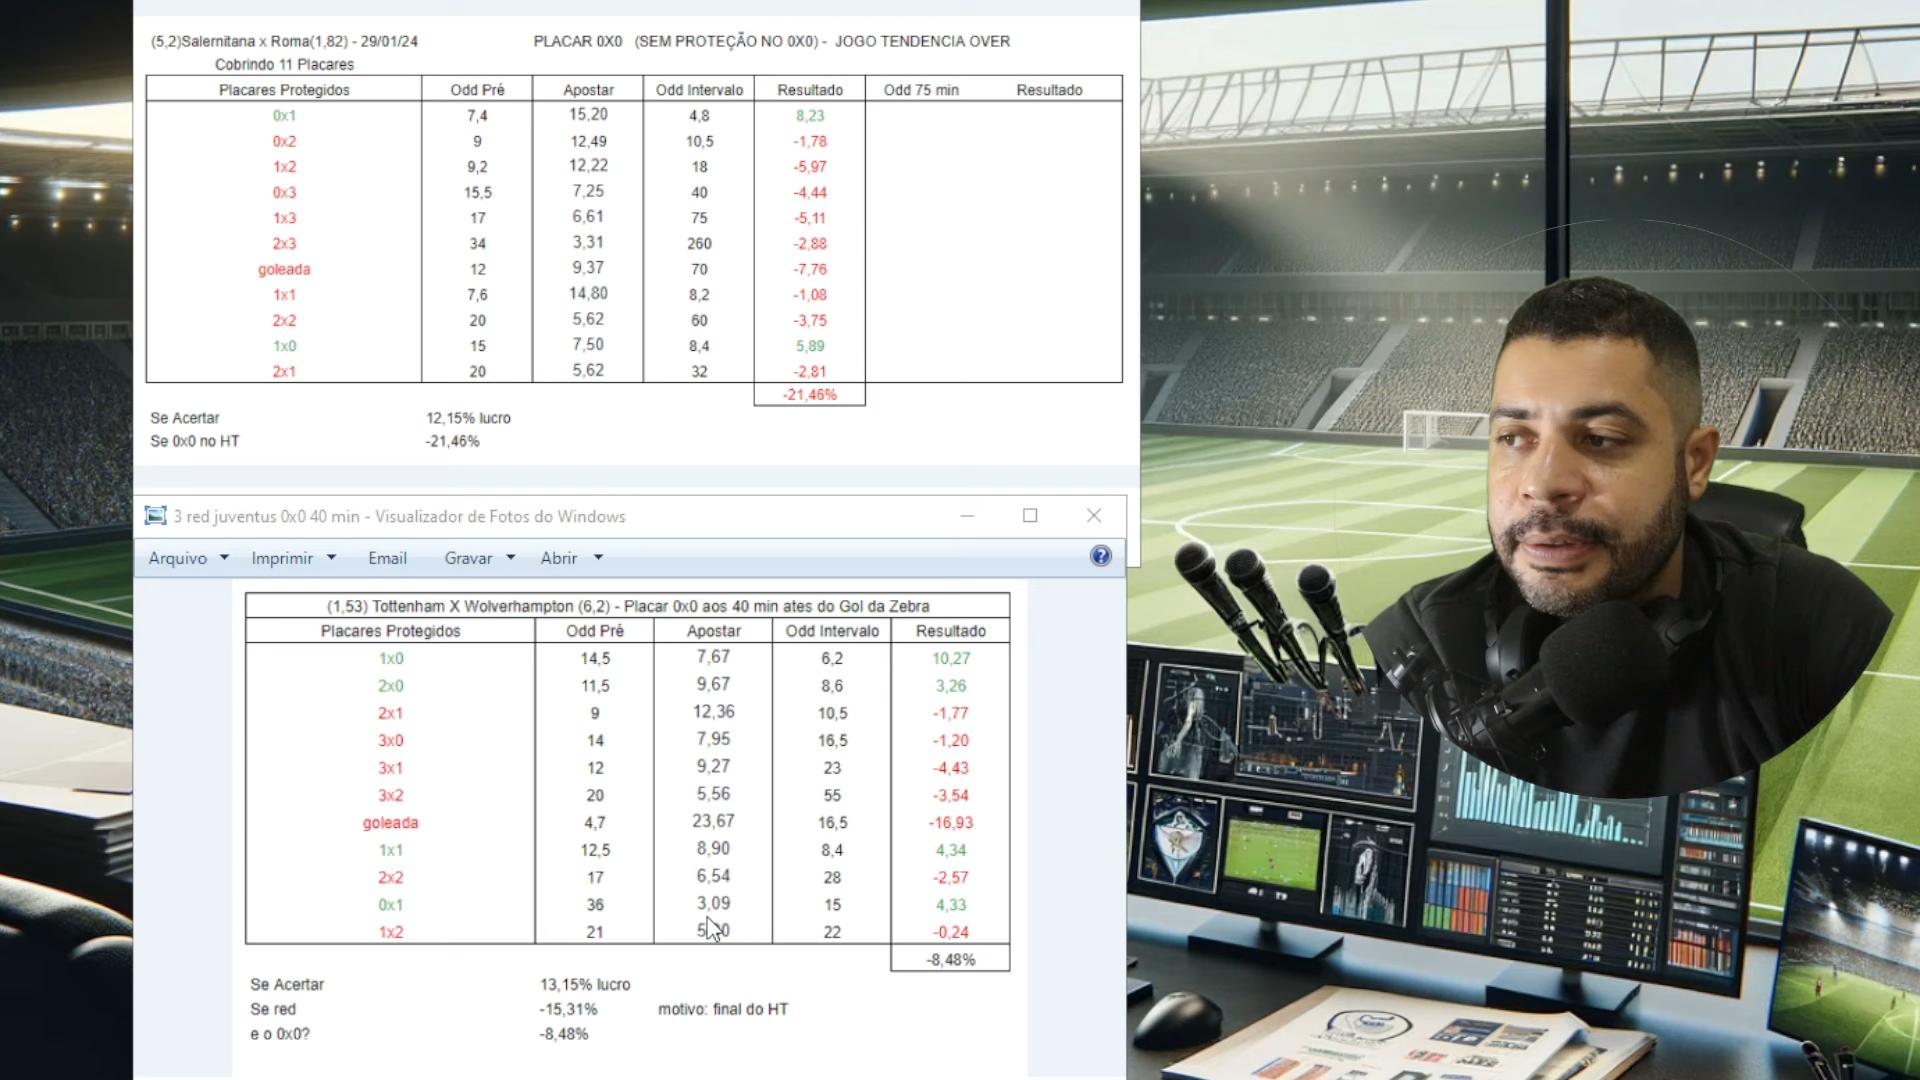 (5,2)Salernitana x Roma(1,82) - 29/01/24 PLACAR 0X0 (SEM PROTEÇÃO NO 0X0) - JOGO TENDENCIA OVER
Cobrindo 11 Placares
Placares Protegidos Odd Pré Apostar Odd Intervalo Resultado Odd 75 min Resultado
0x1 7,4 15,20 4,8 8,23
0x2 9 12,49 10,5 -1,78
1x2 9,2 12,22 18 -5,97
0x3 15,5 7,25 40 -4,44
1x3 17 6,61 75 -5,11
2x3 34 3,31 260 -2,88
goleada 12 9,37 70 -7,76
1x1 7,6 14,80 8,2 -1,08
2x2 20 5,62 60 -3,75
1x0 15 7,50 8,4 5,89
2x1 20 5,62 32 -2,81
-21,46%
Se Acertar 12,15% lucro
Se 0x0 no HT -21,46%
3 red juventus 0x0 40 min - Visualizador de Fotos do Windows
Arquivo Imprimir Email Gravar Abrir
(1,53) Tottenham X Wolverhampton (6,2) - Placar 0x0 aos 40 min ates do Gol da Zebra
Placares Protegidos Odd Pré Apostar Odd Intervalo Resultado
1x0 14,5 7,67 6,2 10,27
2x0 11,5 9,67 8,6 3,26
2x1 9 12,36 10,5 -1,77
3x0 14 7,95 16,5 -1,20
3x1 12 9,27 23 -4,43
3x2 20 5,56 55 -3,54
goleada 4,7 23,67 16,5 -16,93
1x1 12,5 8,90 8,4 4,34
2x2 17 6,54 28 -2,57
0x1 36 3,09 15 4,33
1x2 21 22 -0,24
-8,48%
Se Acertar 13,15% lucro
Se red -15,31% motivo: final do HT
e o 0x0? -8,48%